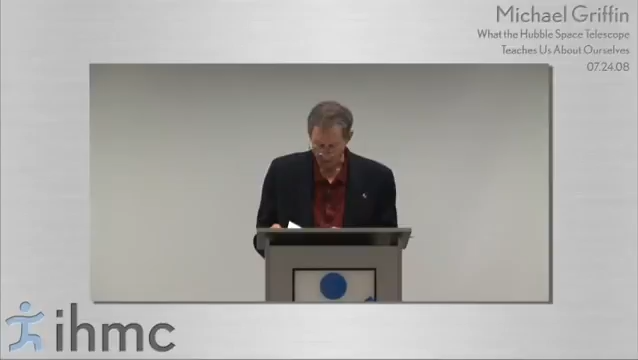 Michael Griffin
What the Hubble Space Telescope
Teaches Us About Ourselves
07.24.08
ihmc